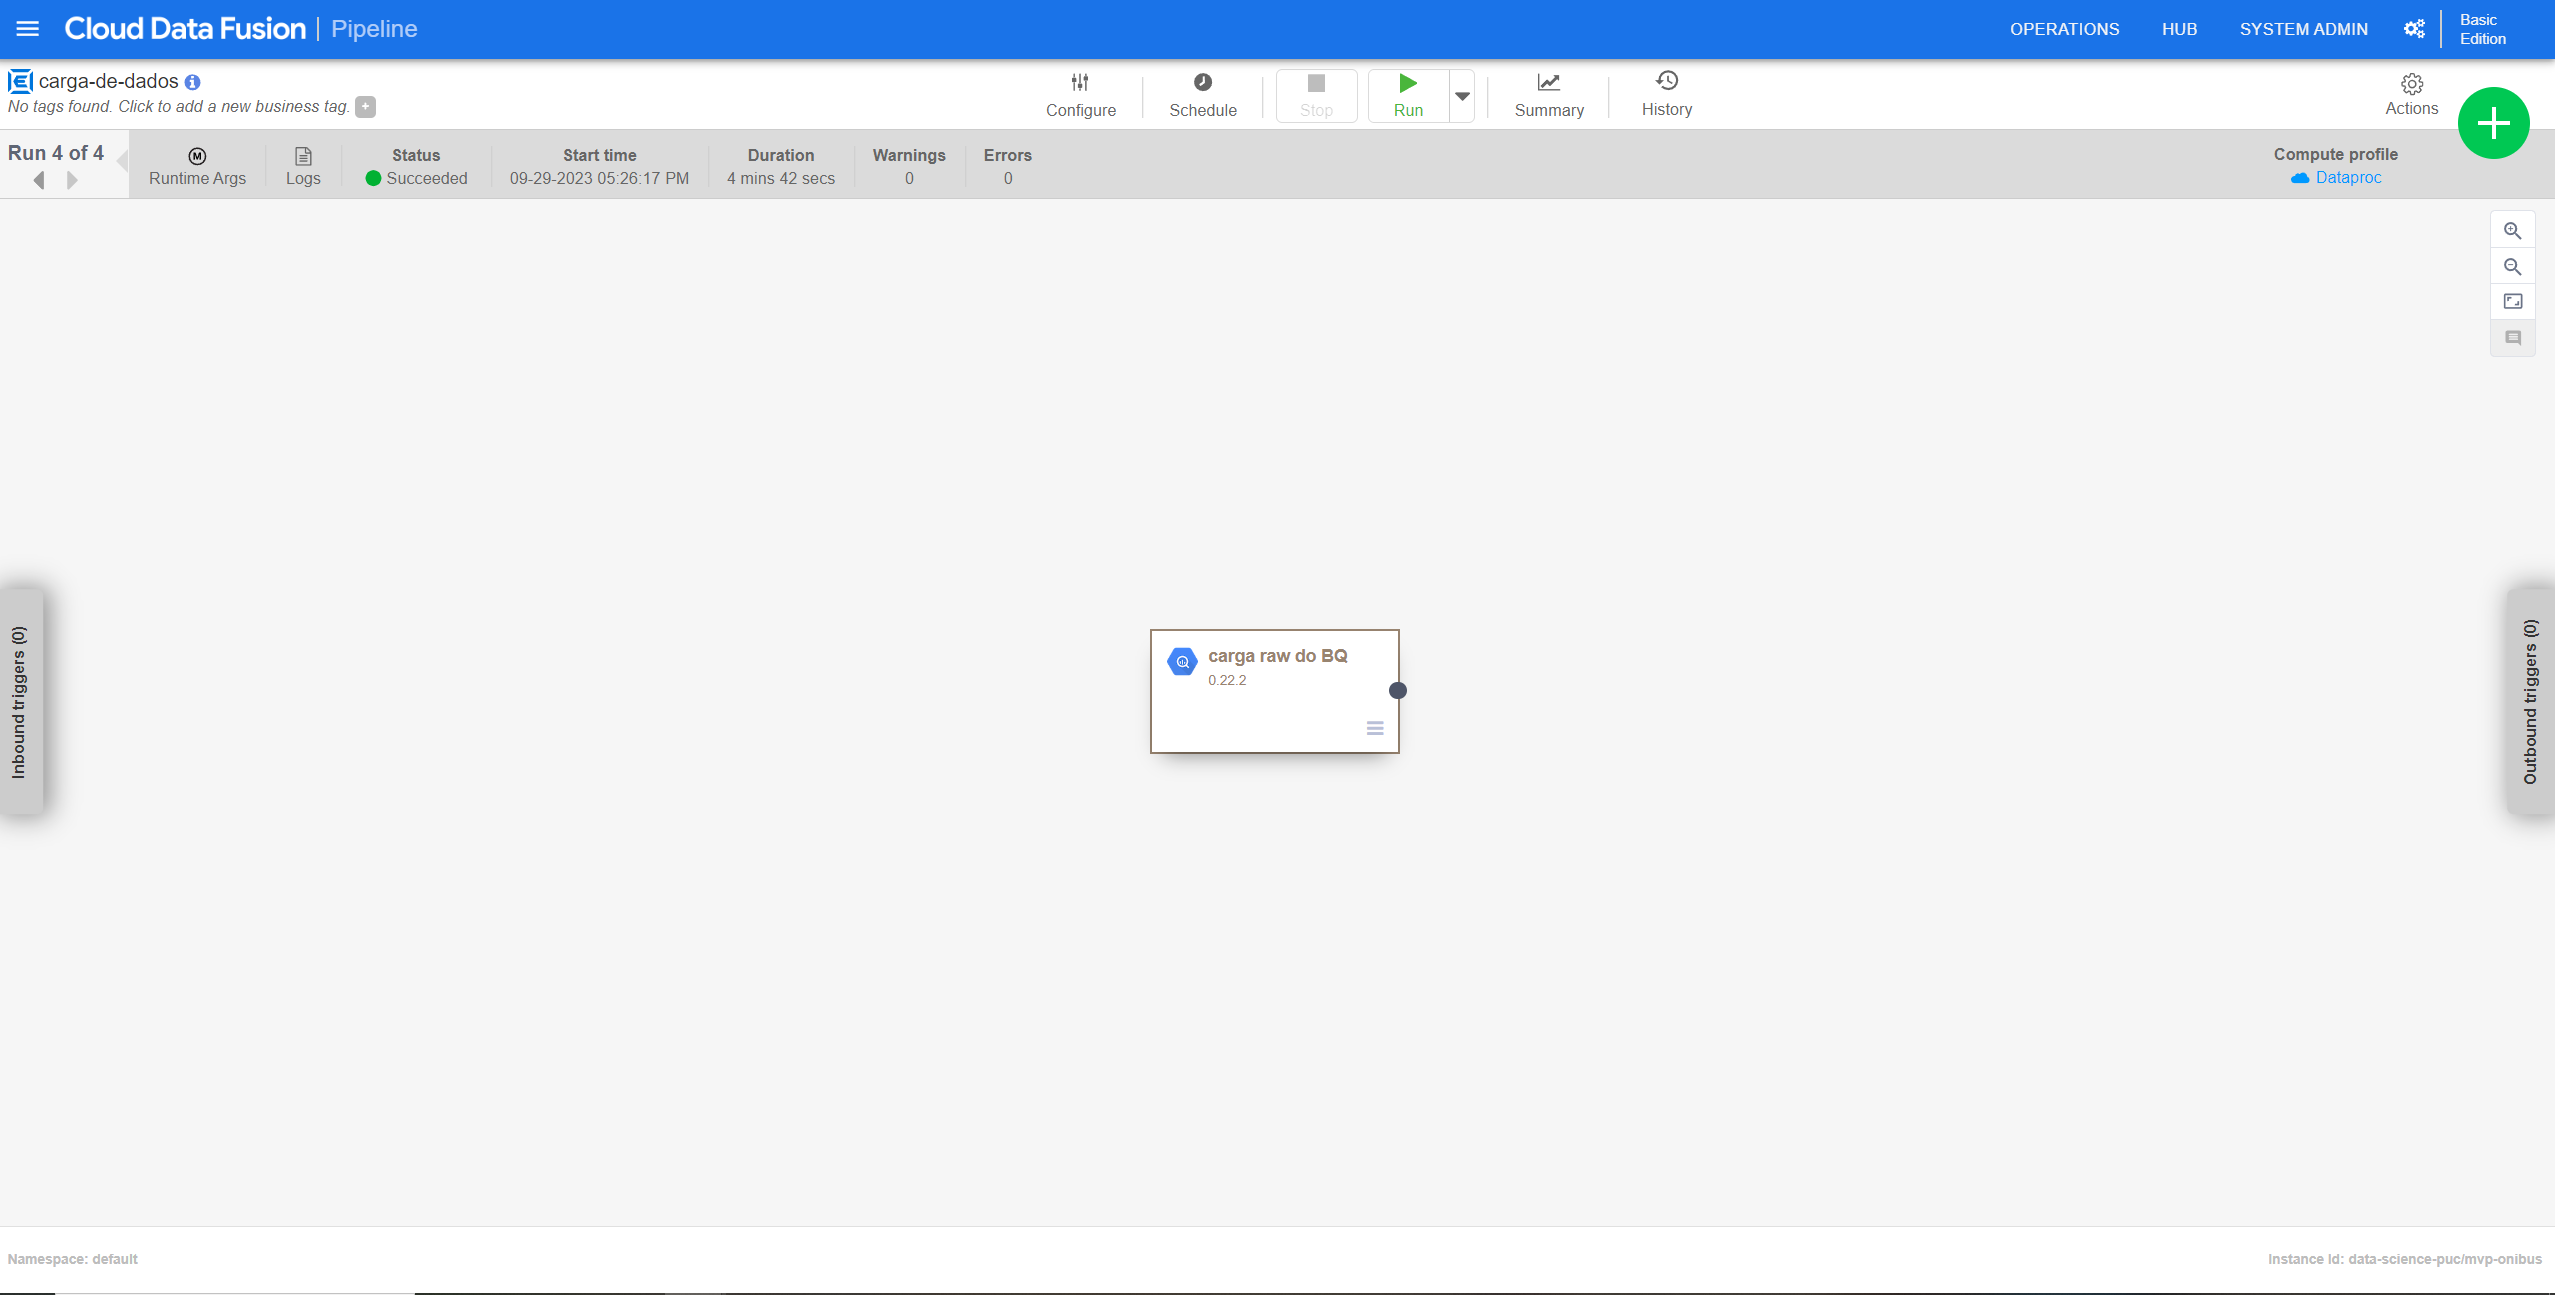 Cloud Data Fusion | Pipeline
OPERATIONS HUB SYSTEM ADMIN Basic Edition
carga-de-dados
No tags found. Click to add a new business tag. +
Configure Schedule Stop Run Summary History Actions
Run 4 of 4
M
Runtime Args
Logs
Status
Succeeded
Start time
09-29-2023 05:26:17 PM
Duration
4 mins 42 secs
Warnings
0
Errors
0
Compute profile
Dataproc
Inbound triggers (0)
carga raw do BQ
0.22.2
Outbound triggers (0)
Namespace: default
Instance Id: data-science-puc/mvp-onibus